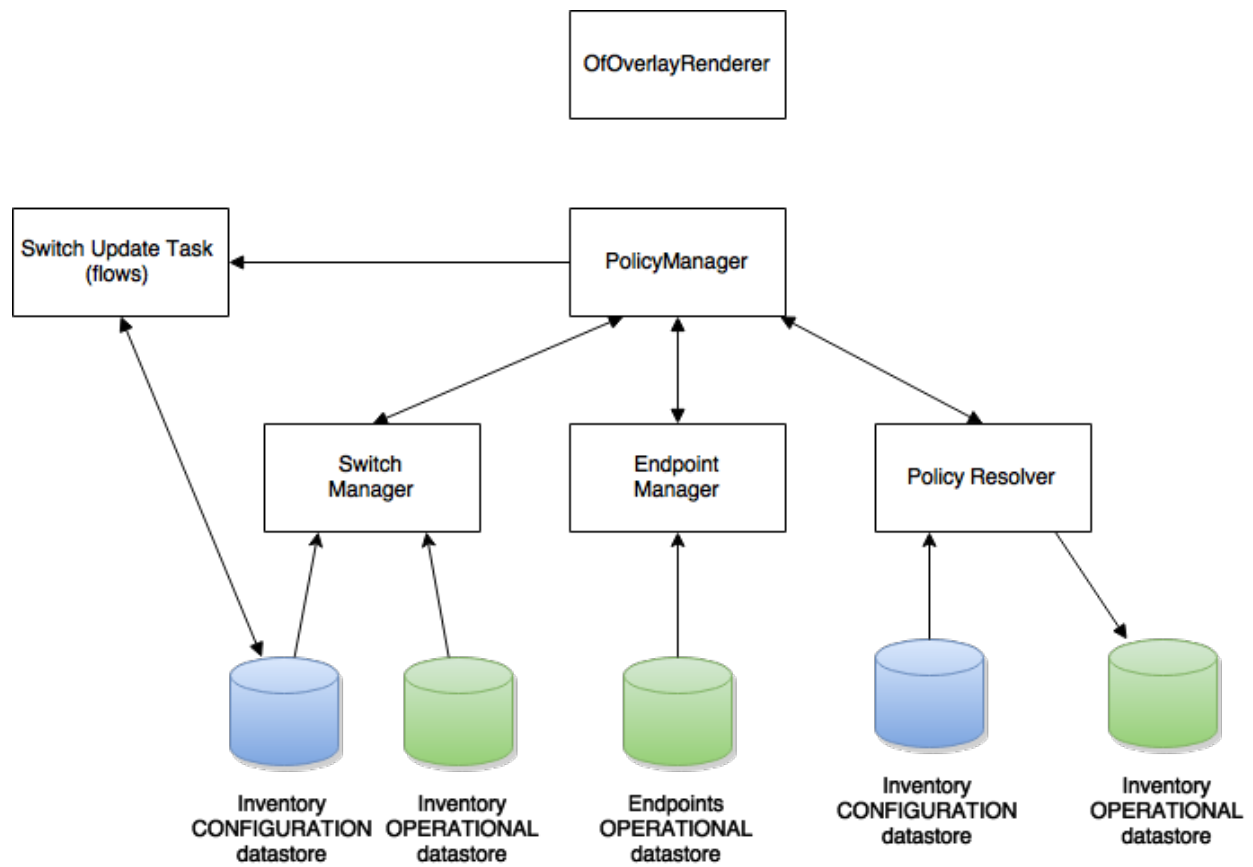 OfOverlayRenderer
Switch Update Task
(flows)
PolicyManager
Switch
Manager
Endpoint
Manager
Policy Resolver
Inventory
CONFIGURATION
datastore
Inventory
OPERATIONAL
datastore
Endpoints
OPERATIONAL
datastore
Inventory
CONFIGURATION
datastore
Inventory
OPERATIONAL
datastore